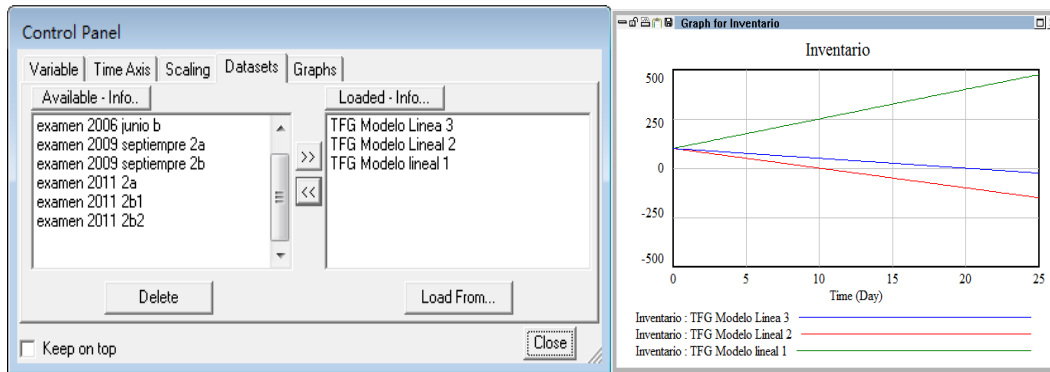 Control Panel
Variable
Time Axis
Scaling
Datasets
Graphs
Available - Info..
Loaded - Info...
examen 2006 junio b
examen 2009 septiempre 2a
examen 2009 septiempre 2b
examen 2011 2a
examen 2011 2b1
examen 2011 2b2
>>
<<
TFG Modelo Linea 3
TFG Modelo Lineal 2
TFG Modelo lineal 1
Delete
Load From...
Keep on top
Close
Graph for Inventario
Inventario
500
250
0
-250
-500
0 5 10 15 20 25
Time (Day)
Inventario : TFG Modelo Linea 3
Inventario : TFG Modelo Lineal 2
Inventario : TFG Modelo lineal 1